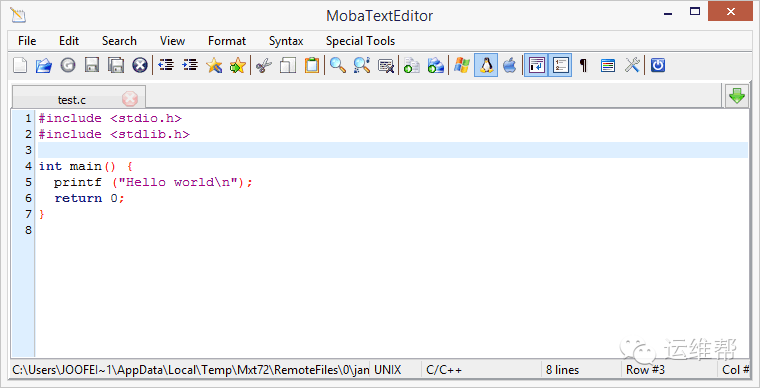 MobaTextEditor
File Edit Search View Format Syntax Special Tools
test.c
1 #include <stdio.h>
2 #include <stdlib.h>
3
4 int main() {
5 printf ("Hello world\n");
6 return 0;
7 }
8
运维帮
C:\Users\JOOFEI~1\AppData\Local\Temp\Mxt72\RemoteFiles\0\jan UNIX C/C++ 8 lines Row #3 Col #